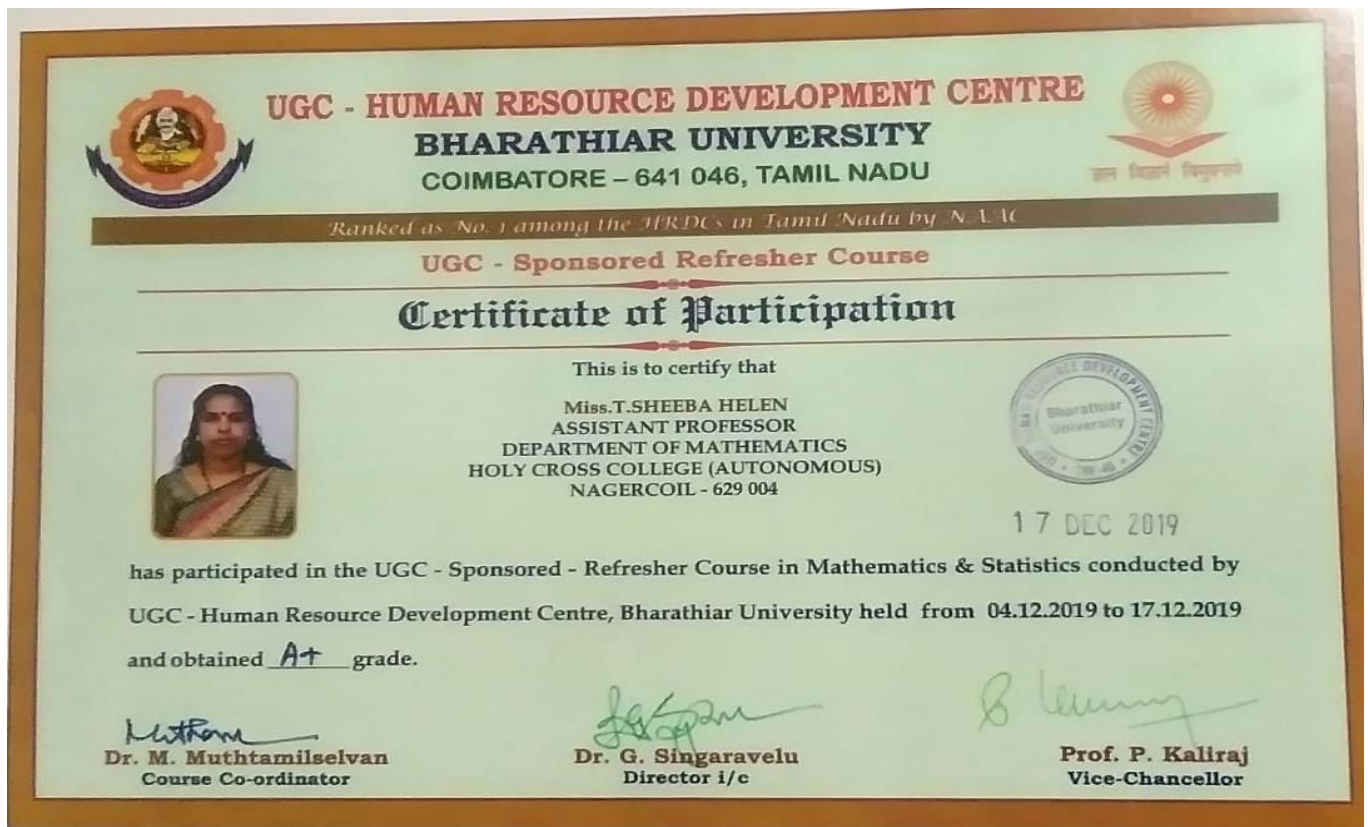 UGC - HUMAN RESOURCE DEVELOPMENT CENTRE
BHARATHIAR UNIVERSITY
COIMBATORE – 641 046, TAMIL NADU
ज्ञान विज्ञानं विमुक्तये
Ranked as No. 1 among the HRDCs in Tamil Nadu by NAAC
UGC - Sponsored Refresher Course
Certificate of Participation
This is to certify that
Miss.T.SHEEBA HELEN
ASSISTANT PROFESSOR
DEPARTMENT OF MATHEMATICS
HOLY CROSS COLLEGE (AUTONOMOUS)
NAGERCOIL - 629 004
RESOURCE DEVELOPMENT CENTRE
Bharathiar
University
17 DEC 2019
has participated in the UGC - Sponsored - Refresher Course in Mathematics & Statistics conducted by
UGC - Human Resource Development Centre, Bharathiar University held from 04.12.2019 to 17.12.2019
and obtained A+ grade.
Dr. M. Muthtamilselvan
Course Co-ordinator
Dr. G. Singaravelu
Director i/c
Prof. P. Kaliraj
Vice-Chancellor